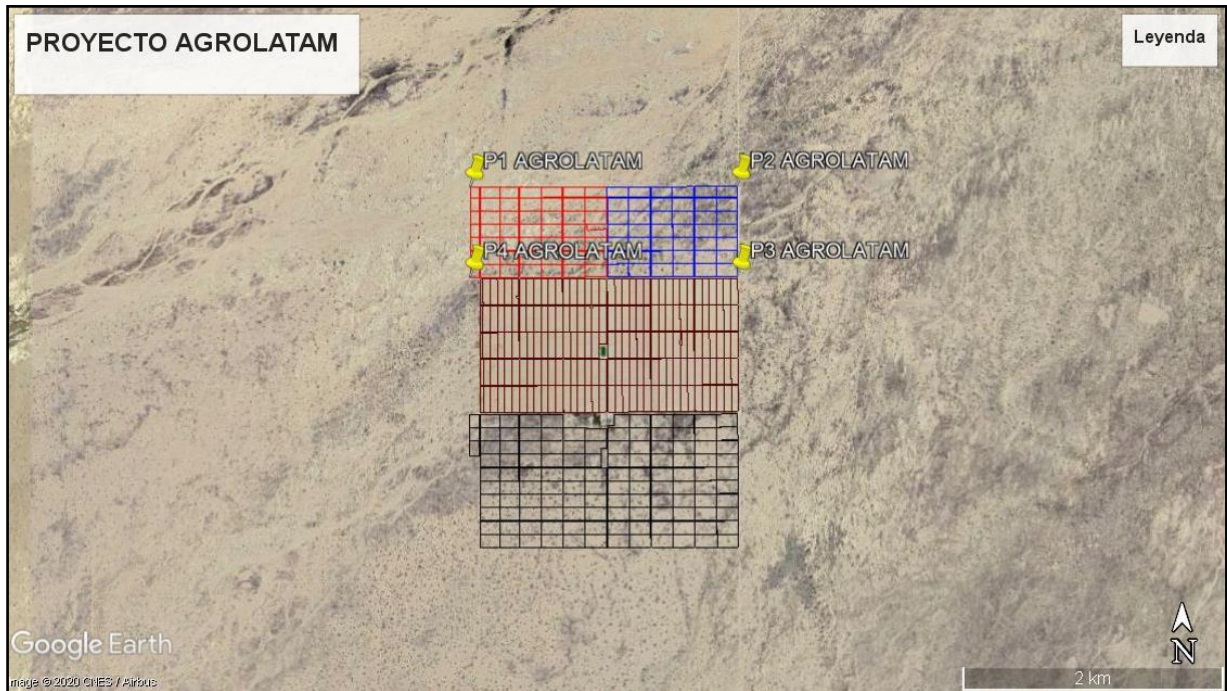 PROYECTO AGROLATAM
Leyenda
P1 AGROLATAM
P2 AGROLATAM
P4 AGROLATAM
P3 AGROLATAM
Google Earth
N
mage © 2020 CNES / Airbus
2 km